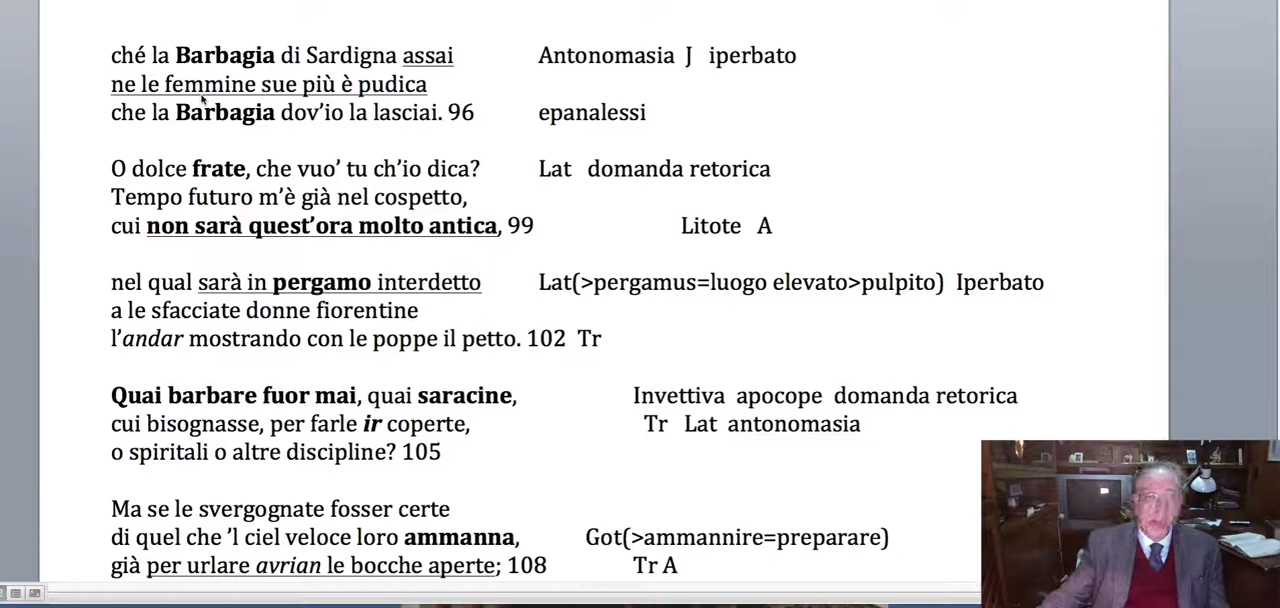 ché la Barbagia di Sardigna assai Antonomasia J iperbato
ne le femmine sue più è pudica
che la Barbagia dov’io la lasciai. 96 epanalessi
O dolce frate, che vuo’ tu ch’io dica? Lat domanda retorica
Tempo futuro m’è già nel cospetto,
cui non sarà quest’ora molto antica, 99 Litote A
nel qual sarà in pergamo interdetto Lat(>pergamus=luogo elevato>pulpito) Iperbato
a le sfacciate donne fiorentine
l’andar mostrando con le poppe il petto. 102 Tr
Quai barbare fuor mai, quai saracine, Invettiva apocope domanda retorica
cui bisognasse, per farle ir coperte, Tr Lat antonomasia
o spiritali o altre discipline? 105
Ma se le svergognate fosser certe
di quel che ’l ciel veloce loro ammanna, Got(>ammannire=preparare)
già per urlare avrian le bocche aperte; 108 Tr A